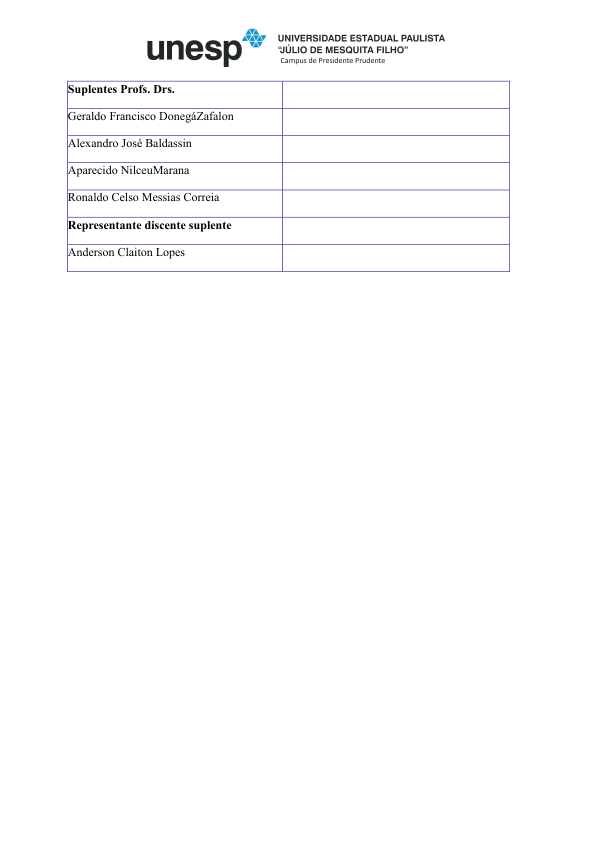 unesp
UNIVERSIDADE ESTADUAL PAULISTA
“JÚLIO DE MESQUITA FILHO”
Campus de Presidente Prudente
Suplentes Profs. Drs.
Geraldo Francisco DonegáZafalon
Alexandro José Baldassin
Aparecido NilceuMarana
Ronaldo Celso Messias Correia
Representante discente suplente
Anderson Claiton Lopes